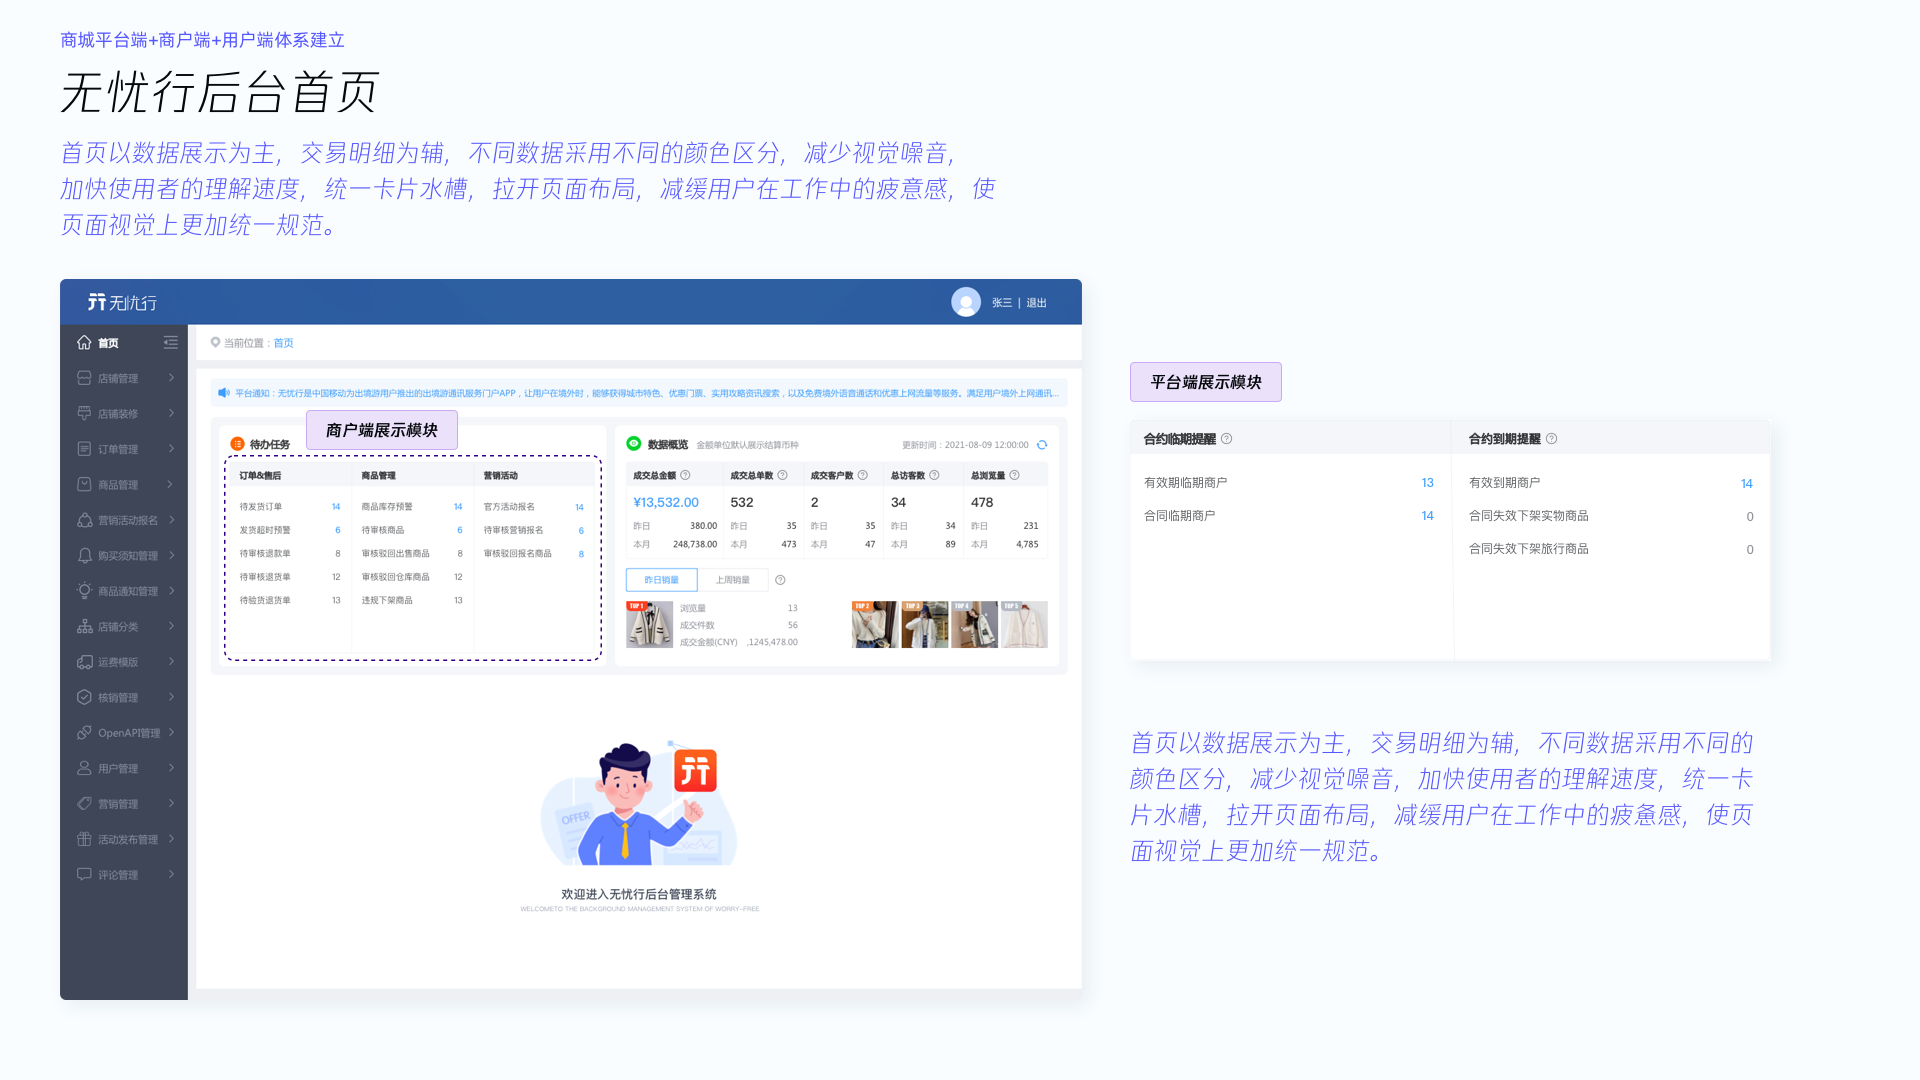 商城平台端+商户端+用户端体系建立
无忧行后台首页
首页以数据展示为主，交易明细为辅，不同数据采用不同的颜色区分，减少视觉噪音，
加快使用者的理解速度，统一卡片水槽，拉开页面布局，减缓用户在工作中的疲意感，使
页面视觉上更加统一规范。
无忧行
张三 | 退出
首页
店铺管理
店铺装修
订单管理
商品管理
营销活动报名
购买须知管理
商品通知管理
店铺分类
运费模版
核销管理
OpenAPI管理
用户管理
营销管理
活动发布管理
评论管理
当前位置：首页
平台通知：无忧行是中国移动为出境游用户推出的出境游通讯服务门户APP，让用户在境外时，能够获得城市特色、优惠门票、实用攻略资讯搜索，以及免费境外语音通话和优惠上网流量等服务。满足用户境外上网通讯...
待办任务
商户端展示模块
订单&售后
待发货订单 14
发货超时预警 6
待审核退款单 8
待审核退货单 12
待验货退货单 13
商品管理
商品库存预警 14
待审核商品 6
审核驳回出售商品 8
审核驳回仓库商品 12
违规下架商品 13
营销活动
官方活动报名 14
待审核营销报名 6
审核驳回报名商品 8
数据概览 金额单位默认展示结算币种
更新时间：2021-08-09 12:00:00
成交总金额 成交总单数 成交客户数 总访客数 总浏览量
¥13,532.00 532 2 34 478
昨日 380.00 昨日 35 昨日 35 昨日 34 昨日 231
本月 248,738.00 本月 473 本月 47 本月 89 本月 4,785
昨日销量 上周销量
TOP 1
浏览量 13
成交件数 56
成交金额(CNY) ,1245,478.00
TOP 2 TOP 3 TOP 4 TOP 5
OFFER
欢迎进入无忧行后台管理系统
WELCOMETO THE BACKGROUND MANAGEMENT SYSTEM OF WORRY-FREE
平台端展示模块
合约临期提醒
有效期临期商户 13
合同临期商户 14
合约到期提醒
有效到期商户 14
合同失效下架实物商品 0
合同失效下架旅行商品 0
首页以数据展示为主，交易明细为辅，不同数据采用不同的
颜色区分，减少视觉噪音，加快使用者的理解速度，统一卡
片水槽，拉开页面布局，减缓用户在工作中的疲惫感，使页
面视觉上更加统一规范。